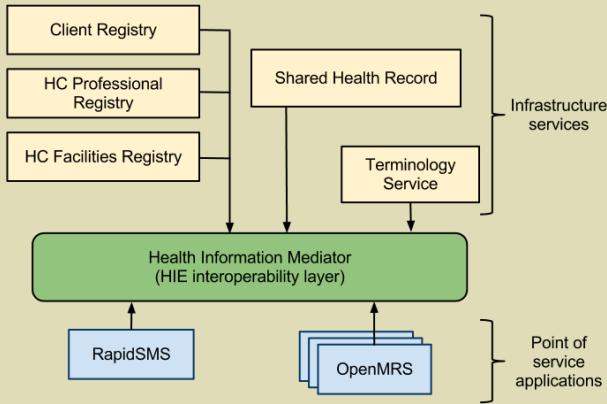 Client Registry
HC Professional
Registry
HC Facilities Registry
Shared Health Record
Terminology
Service
Infrastructure
services
Health Information Mediator
(HIE interoperability layer)
RapidSMS
OpenMRS
Point of
service
applications